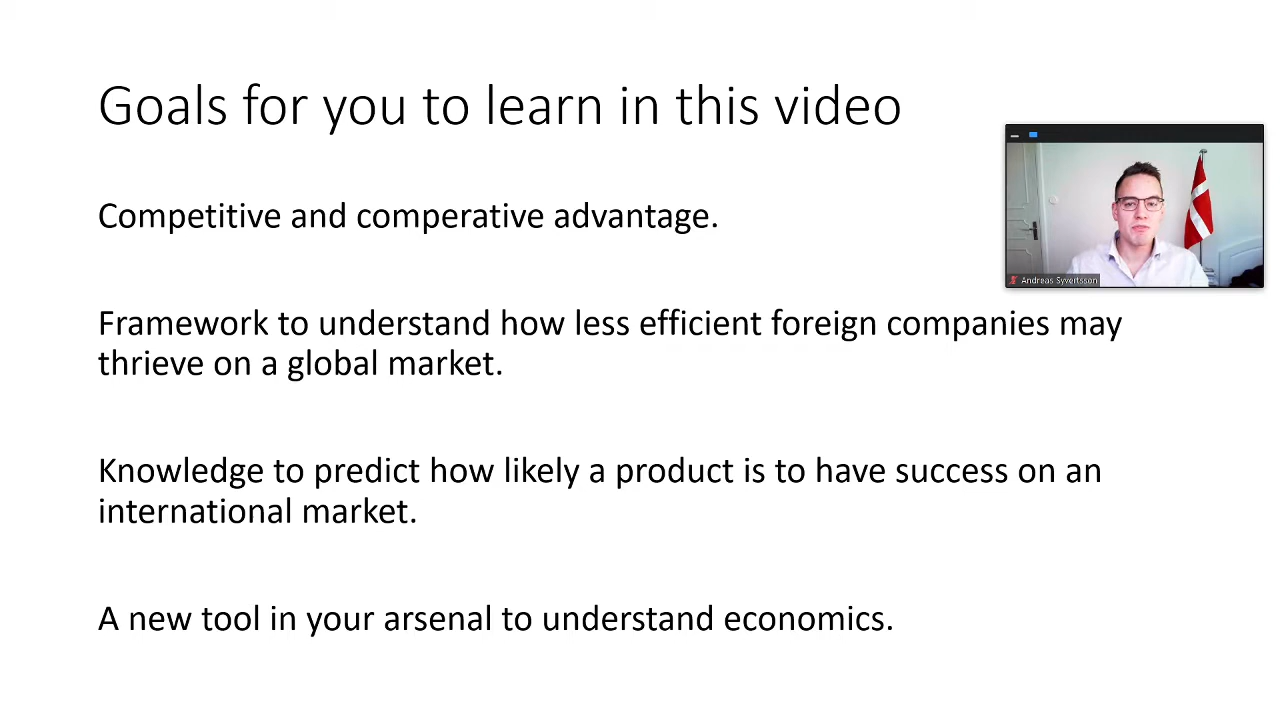 Goals for you to learn in this video
Competitive and comperative advantage.
Framework to understand how less efficient foreign companies may
thrieve on a global market.
Knowledge to predict how likely a product is to have success on an
international market.
A new tool in your arsenal to understand economics.
Andreas Syvertsson